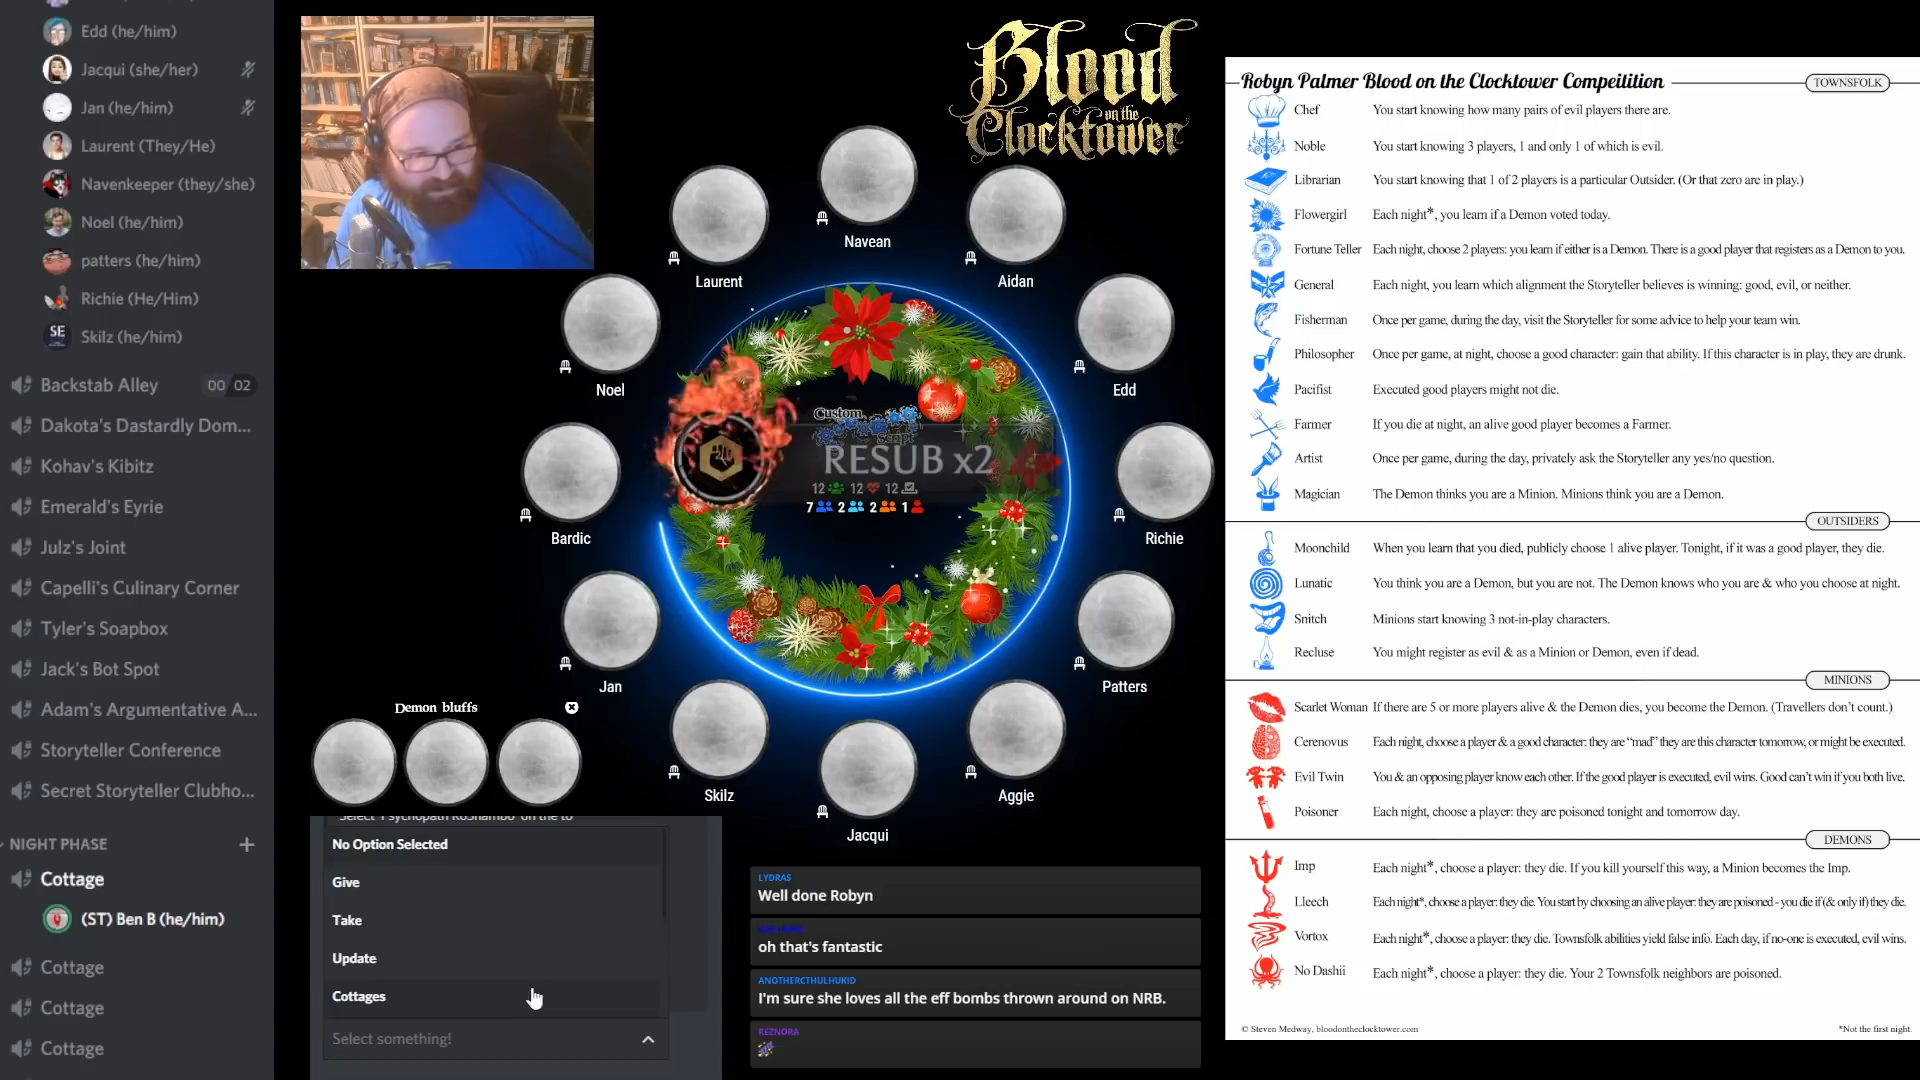 Edd (he/him)
Jacqui (she/her)
Jan (he/him)
Laurent (They/He)
Navenkeeper (they/she)
Noel (he/him)
patters (he/him)
Richie (He/Him)
SE
Skilz (he/him)
Backstab Alley 00 02
Dakota's Dastardly Dom...
Kohav's Kibitz
Emerald's Eyrie
Julz's Joint
Capelli's Culinary Corner
Tyler's Soapbox
Jack's Bot Spot
Adam's Argumentative A...
Storyteller Conference
Secret Storyteller Clubho...
NIGHT PHASE +
Cottage
(ST) Ben B (he/him)
Cottage
Cottage
Cottage
Blood
on the
Clocktower
Navean
Laurent
Aidan
Noel
Edd
Bardic
Richie
Jan
Patters
Skilz
Aggie
Jacqui
Custom
Script
RESUB x2
12 12 12
7 2 2 1
Demon bluffs
Select 'Psychopath RoShambo' on the to
No Option Selected
Give
Take
Update
Cottages
Select something!
LYDRAS
Well done Robyn
oh that's fantastic
ANOTHERCTHULHUKID
I'm sure she loves all the eff bombs thrown around on NRB.
REZNORA
Robyn Palmer Blood on the Clocktower Compeitition
TOWNSFOLK
Chef You start knowing how many pairs of evil players there are.
Noble You start knowing 3 players, 1 and only 1 of which is evil.
Librarian You start knowing that 1 of 2 players is a particular Outsider. (Or that zero are in play.)
Flowergirl Each night*, you learn if a Demon voted today.
Fortune Teller Each night, choose 2 players: you learn if either is a Demon. There is a good player that registers as a Demon to you.
General Each night, you learn which alignment the Storyteller believes is winning: good, evil, or neither.
Fisherman Once per game, during the day, visit the Storyteller for some advice to help your team win.
Philosopher Once per game, at night, choose a good character: gain that ability. If this character is in play, they are drunk.
Pacifist Executed good players might not die.
Farmer If you die at night, an alive good player becomes a Farmer.
Artist Once per game, during the day, privately ask the Storyteller any yes/no question.
Magician The Demon thinks you are a Minion. Minions think you are a Demon.
OUTSIDERS
Moonchild When you learn that you died, publicly choose 1 alive player. Tonight, if it was a good player, they die.
Lunatic You think you are a Demon, but you are not. The Demon knows who you are & who you choose at night.
Snitch Minions start knowing 3 not-in-play characters.
Recluse You might register as evil & as a Minion or Demon, even if dead.
MINIONS
Scarlet Woman If there are 5 or more players alive & the Demon dies, you become the Demon. (Travellers don't count.)
Cerenovus Each night, choose a player & a good character: they are “mad” they are this character tomorrow, or might be executed.
Evil Twin You & an opposing player know each other. If the good player is executed, evil wins. Good can't win if you both live.
Poisoner Each night, choose a player: they are poisoned tonight and tomorrow day.
DEMONS
Imp Each night*, choose a player: they die. If you kill yourself this way, a Minion becomes the Imp.
Lleech Each night*, choose a player: they die. You start by choosing an alive player: they are poisoned - you die if (& only if) they die.
Vortox Each night*, choose a player: they die. Townsfolk abilities yield false info. Each day, if no-one is executed, evil wins.
No Dashii Each night*, choose a player: they die. Your 2 Townsfolk neighbors are poisoned.
© Steven Medway, bloodontheclocktower.com *Not the first night.